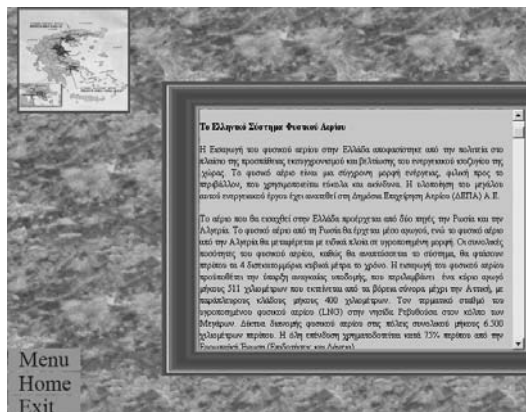 Το Ελληνικό Σύστημα Φυσικού Αερίου
Η Εισαγωγή του φυσικού αερίου στην Ελλάδα αποφασίστηκε από την πολιτεία στο
πλαίσιο της προσπάθειας εκσυγχρονισμού και βελτίωσης του ενεργειακού ισοζυγίου της
χώρας. Το φυσικό αέριο είναι μια σύγχρονη μορφή ενέργειας, φιλική προς το
περιβάλλον, που χρησιμοποιείται εύκολα και ακίνδυνα. Η υλοποίηση του μεγάλου
αυτού ενεργειακού έργου έχει ανατεθεί στη Δημόσια Επιχείρηση Αερίου (ΔΕΠΑ) Α.Ε.
Το αέριο που θα εισαχθεί στην Ελλάδα προέρχεται από δύο πηγές την Ρωσία και την
Αλγερία. Το φυσικό αέριο από τη Ρωσία θα έρχεται μέσο αγωγού, ενώ το φυσικό αέριο
από την Αλγερία θα μεταφέρεται με ειδικά πλοία σε υγροποιημένη μορφή. Οι συνολικές
ποσότητες του φυσικού αερίου, καθώς θα αναπτύσσεται το σύστημα, θα φτάσουν
περίπου τα 4 δισεκατομμύρια κυβικά μέτρα το χρόνο. Η εισαγωγή του φυσικού αερίου
προϋποθέτει την ύπαρξη αναγκαίας υποδομής, που περιλαμβάνει ένα κύριο αγωγό
μήκους 511 χιλιομέτρων που εκτείνεται από τα βόρεια σύνορα μέχρι την Αττική, με
παράπλευρους κλάδους μήκους 400 χιλιομέτρων. Τον τερματικό σταθμό του
υγροποιημένου φυσικού αερίου (LNG) στην νησίδα Ρεβυθούσα στον κόλπο των
Μεγάρων. Δίκτυα διανομής φυσικού αερίου στις πόλεις συνολικού μήκους 6.500
χιλιομέτρων περίπου. Η όλη επένδυση χρηματοδοτείται κατά 75% περίπου από την
Ευρωπαϊκή Ένωση (Επιδοτήσεις και Δάνεια).
Menu
Home
Exit